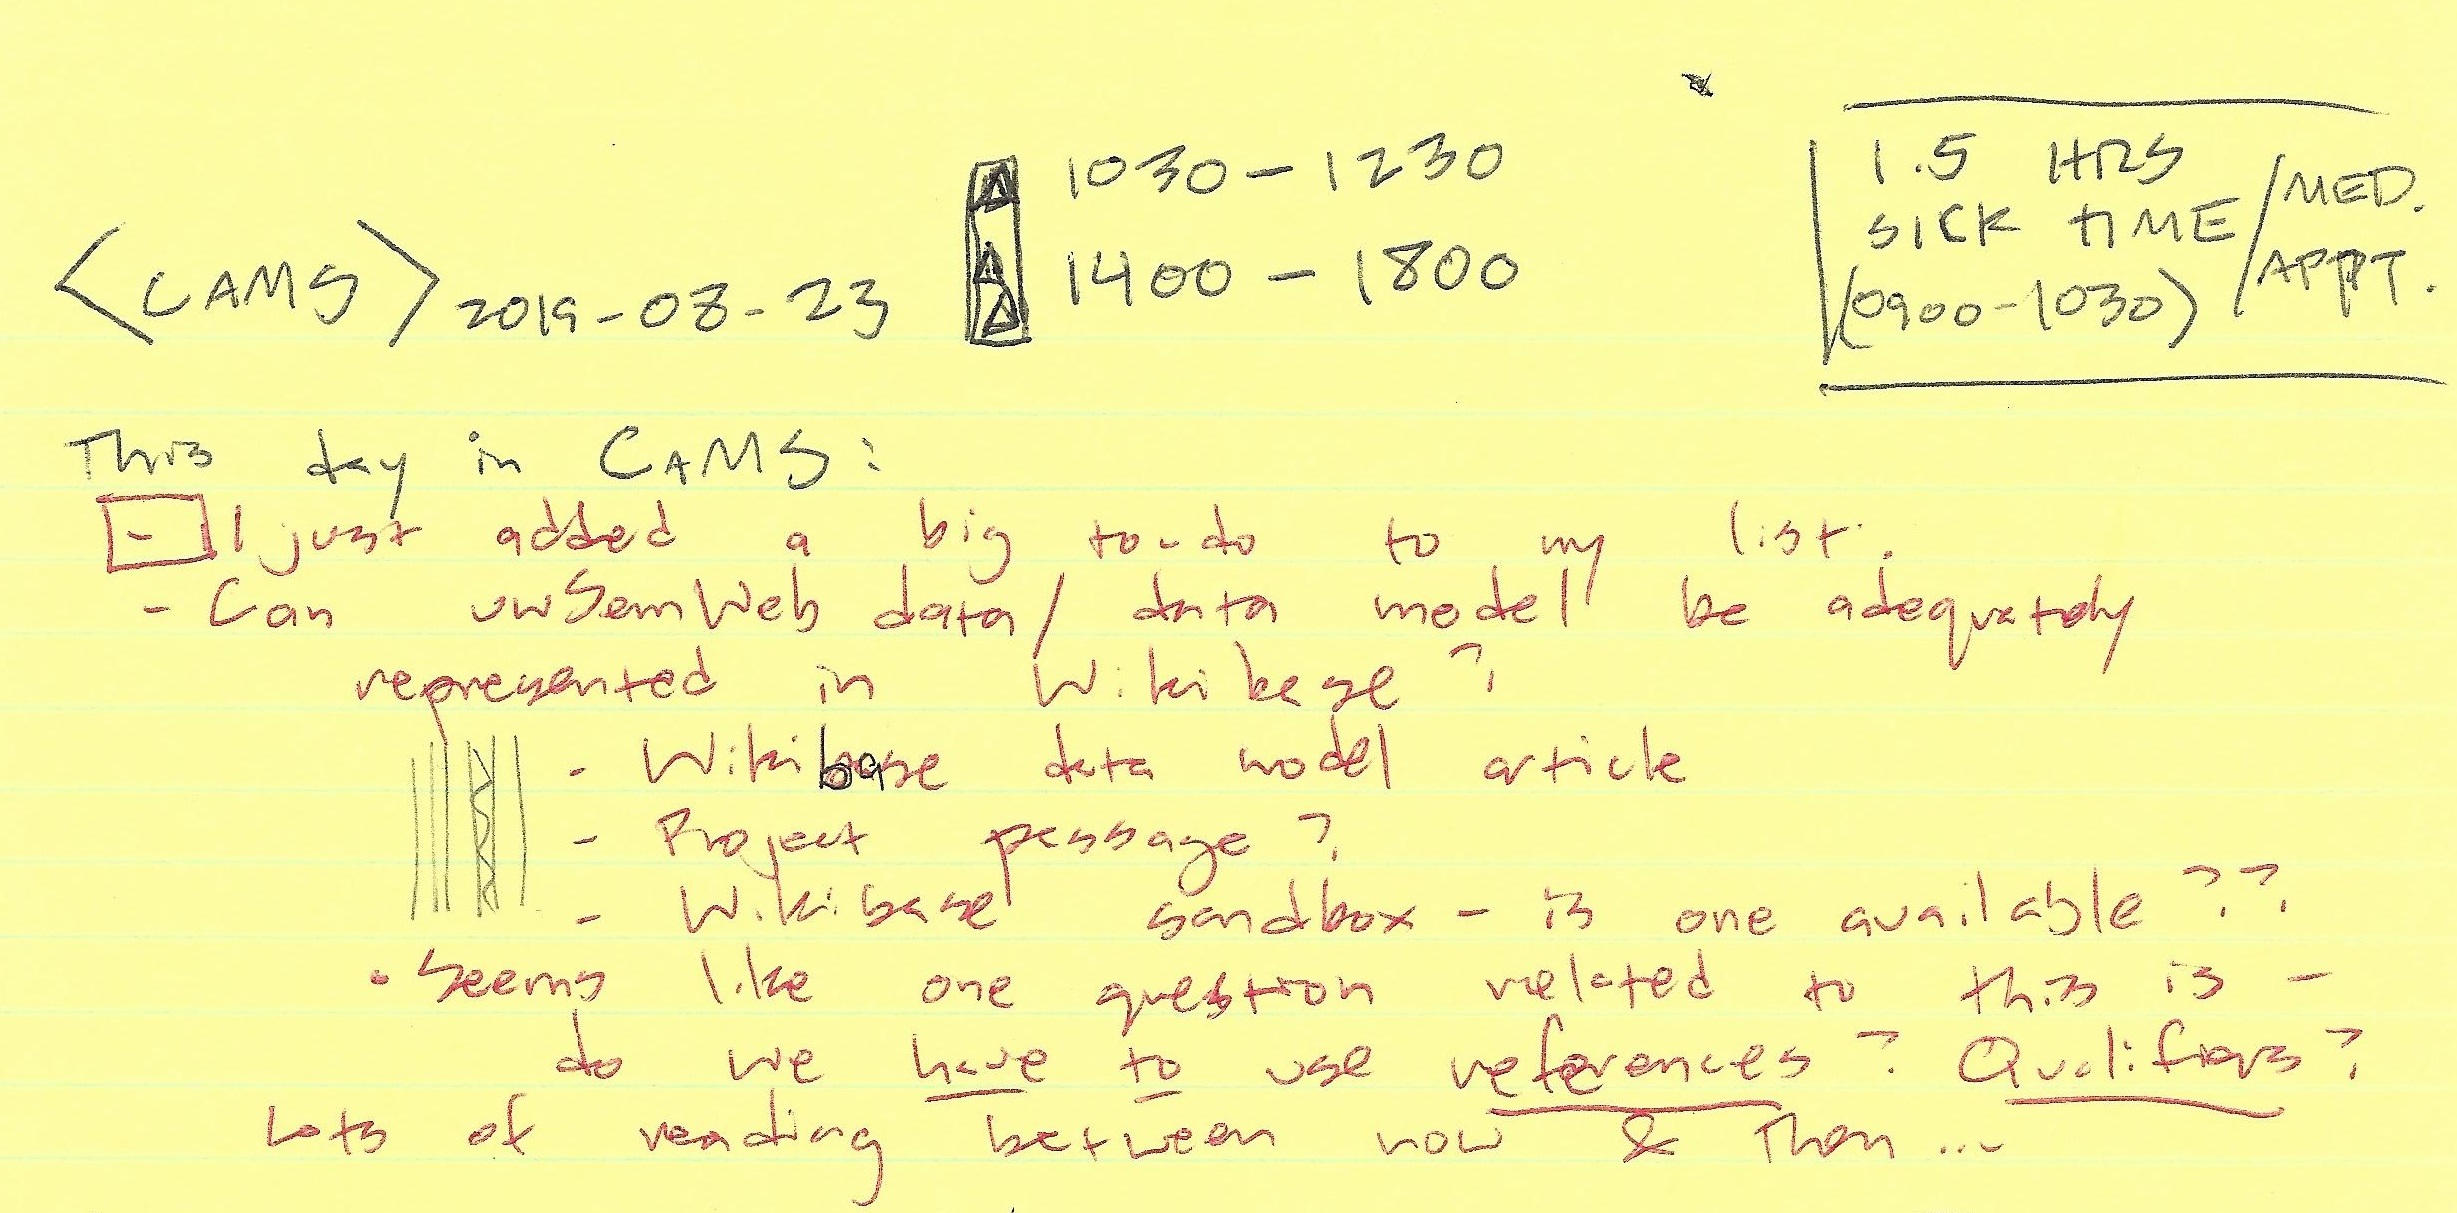 <CAMS> 2019-08-23
1030-1230
1400-1800
1.5 HRS
SICK TIME
(0900-1030)
/MED.
APPT.
This day in CAMS:
- I just added a big to-do to my list.
- Can uwSemWeb data/data model be adequately
represented in Wikibase?
- Wikibase data model article
- Project passage?
- Wikibase sandbox - is one available??
• Seems like one question related to this is -
do we have to use references? Qualifiers?
Lots of reading between now & then...